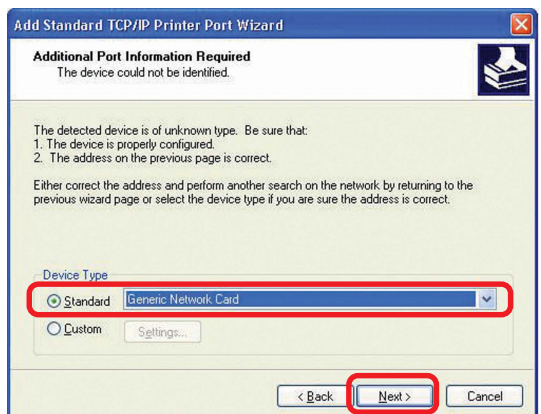 Add Standard TCP/IP Printer Port Wizard
Additional Port Information Required
The device could not be identified.
The detected device is of unknown type. Be sure that:
1. The device is properly configured.
2. The address on the previous page is correct.
Either correct the address and perform another search on the network by returning to the
previous wizard page or select the device type if you are sure the address is correct.
Device Type
Standard Generic Network Card
Custom Settings...
< Back Next > Cancel